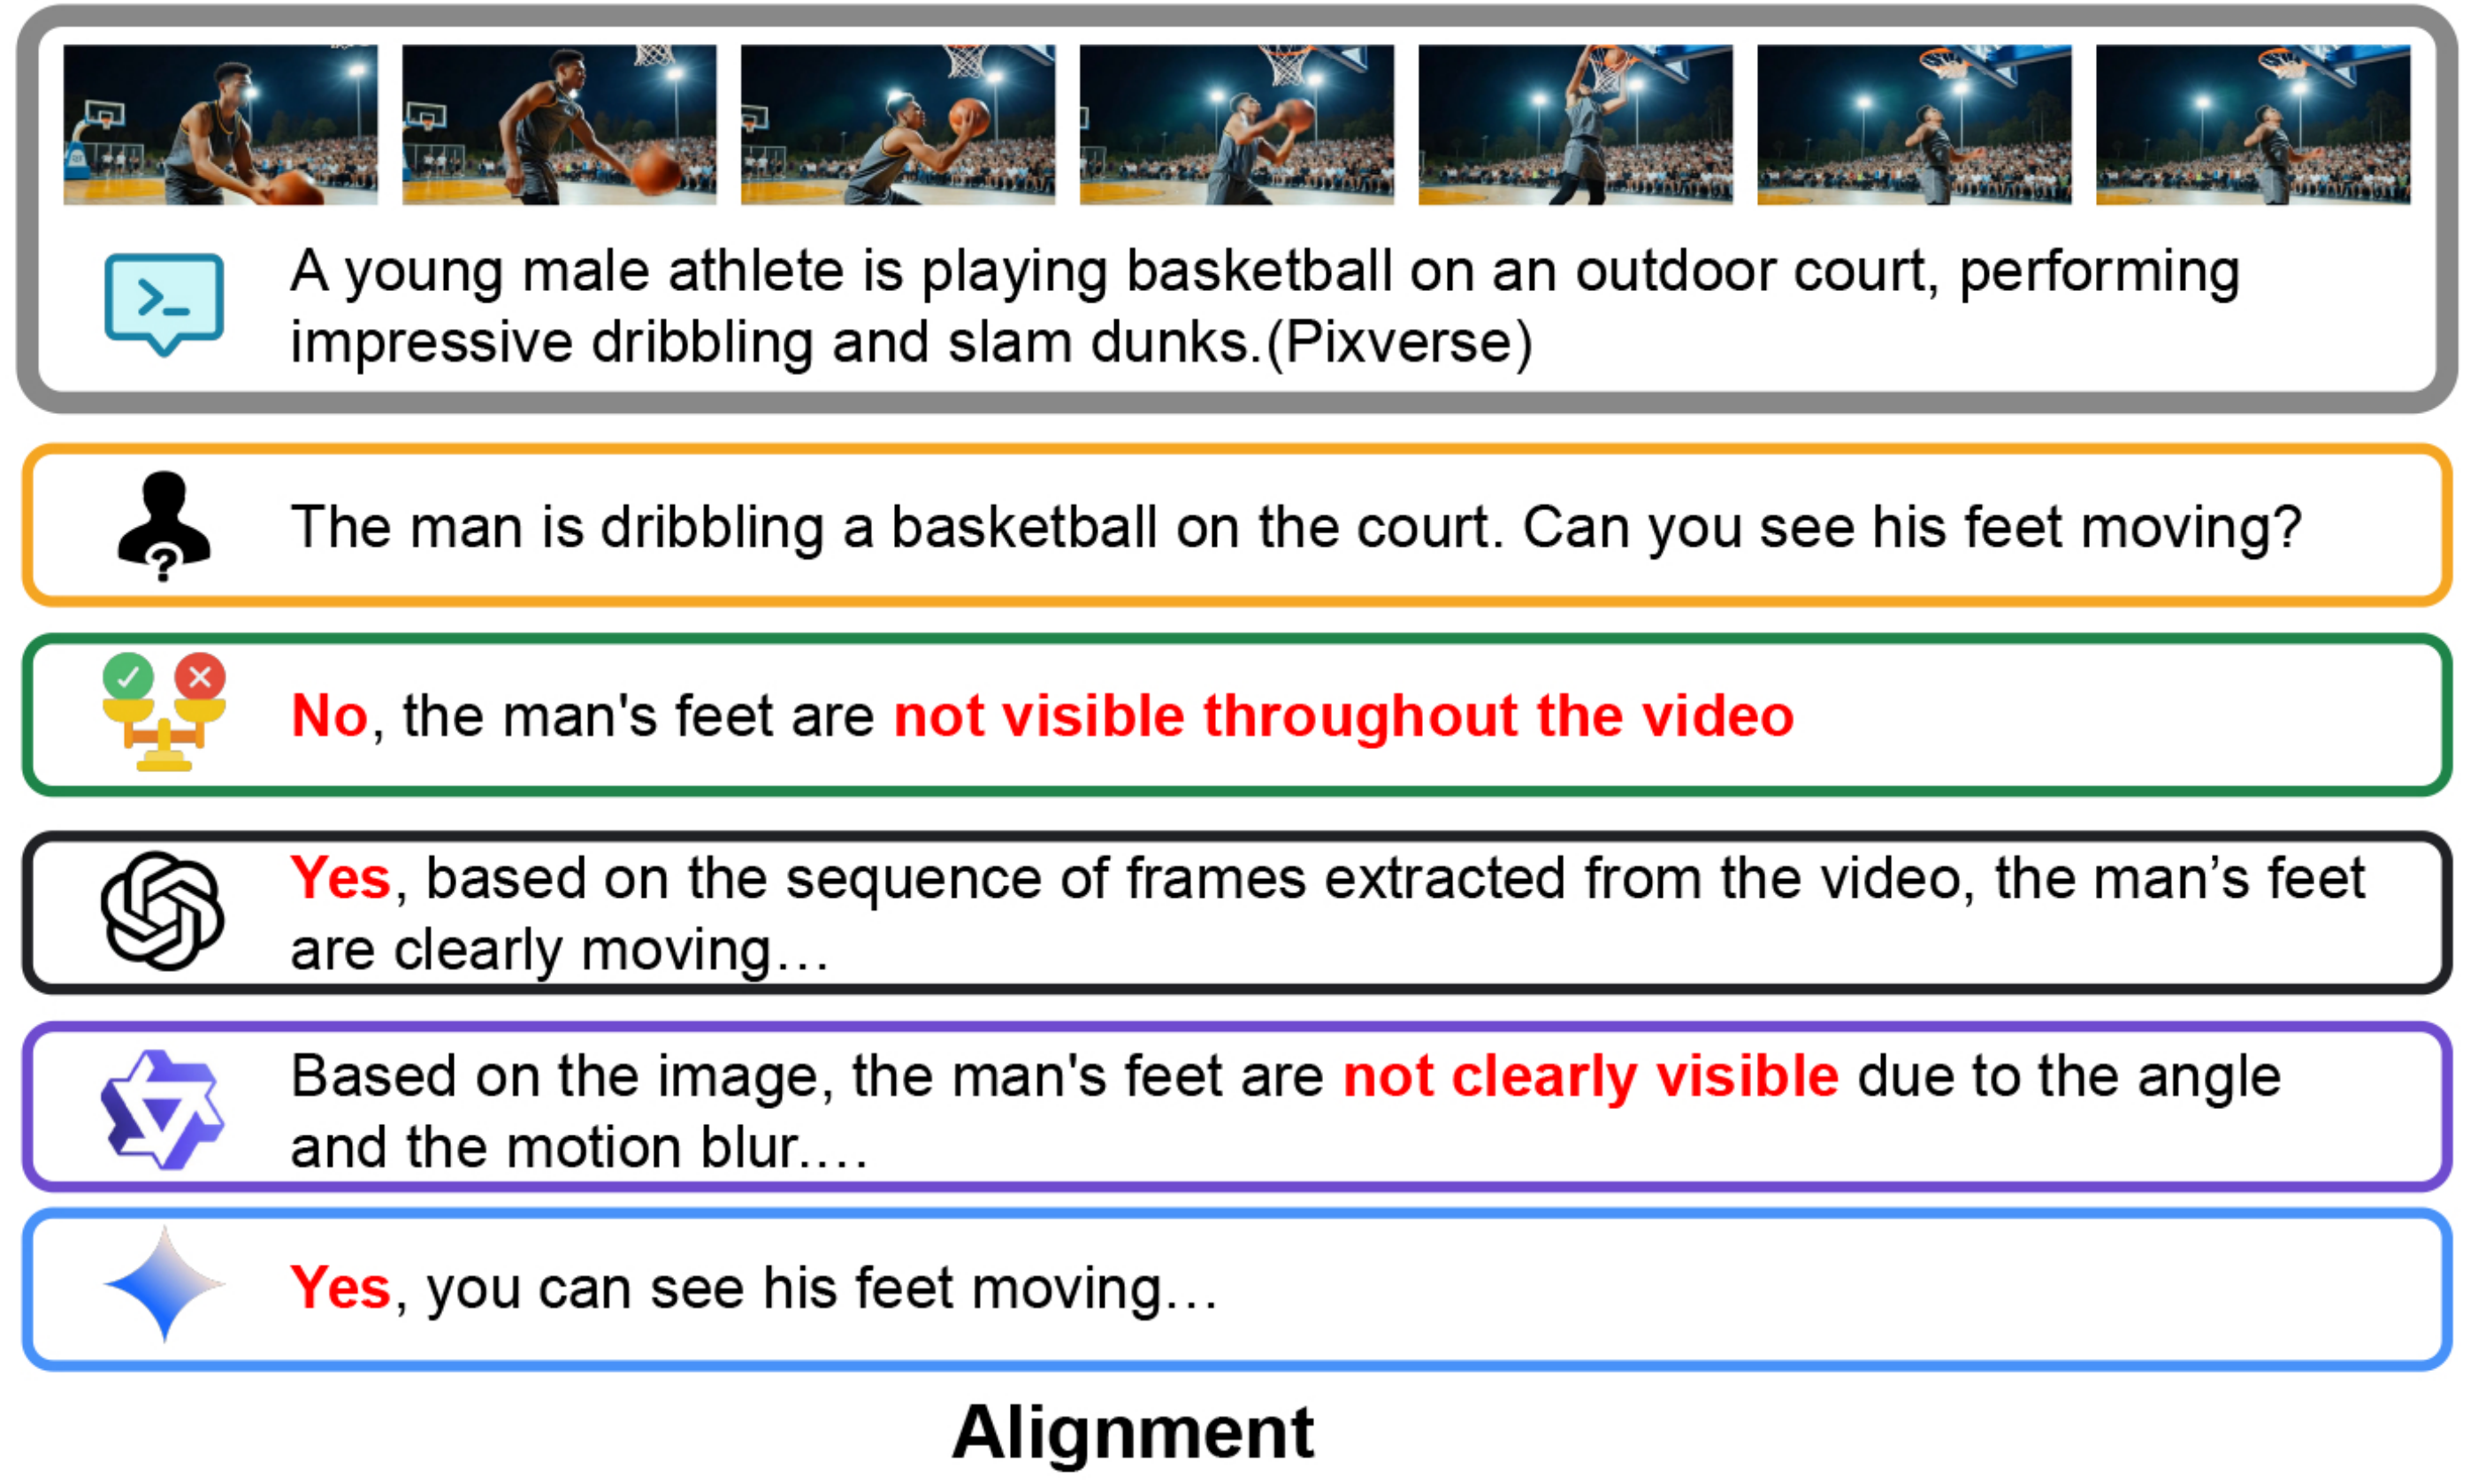 A young male athlete is playing basketball on an outdoor court, performing
impressive dribbling and slam dunks.(Pixverse)
The man is dribbling a basketball on the court. Can you see his feet moving?
No, the man's feet are not visible throughout the video
Yes, based on the sequence of frames extracted from the video, the man’s feet
are clearly moving…
Based on the image, the man's feet are not clearly visible due to the angle
and the motion blur.…
Yes, you can see his feet moving…
Alignment